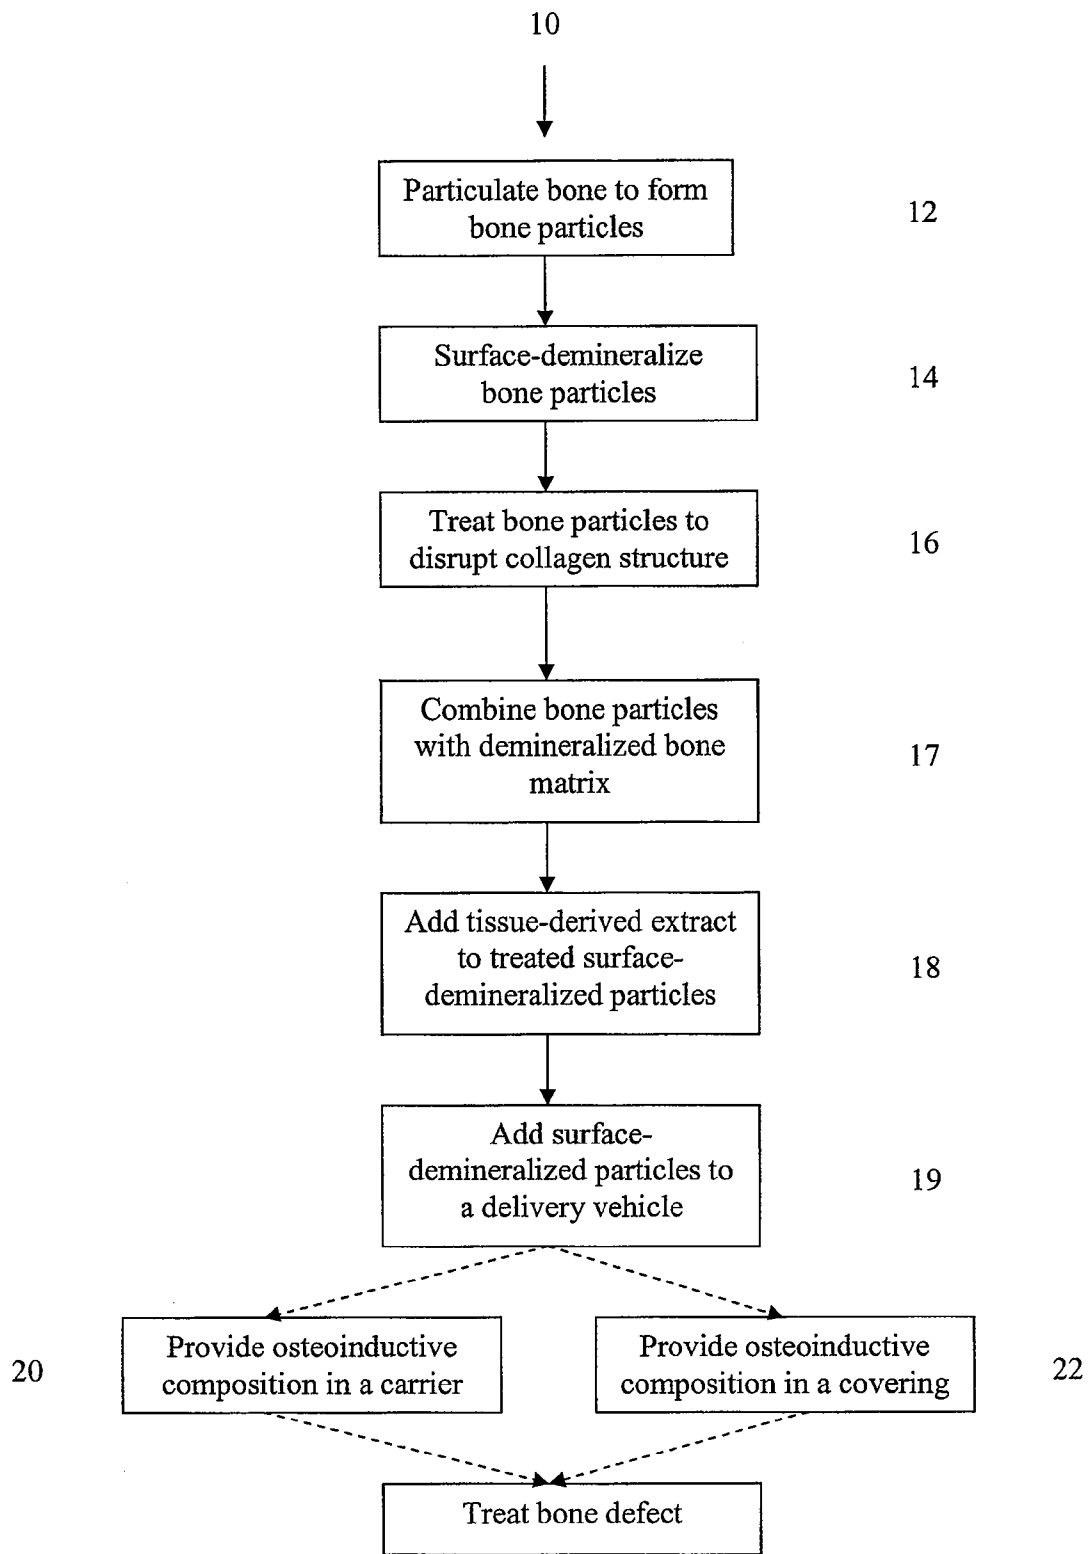 10
Particulate bone to form
bone particles
12
Surface-demineralize
bone particles
14
Treat bone particles to
disrupt collagen structure
16
Combine bone particles
with demineralized bone
matrix
17
Add tissue-derived extract
to treated surface-
demineralized particles
18
Add surface-
demineralized particles to
a delivery vehicle
19
20
Provide osteoinductive
composition in a carrier
Provide osteoinductive
composition in a covering
22
Treat bone defect